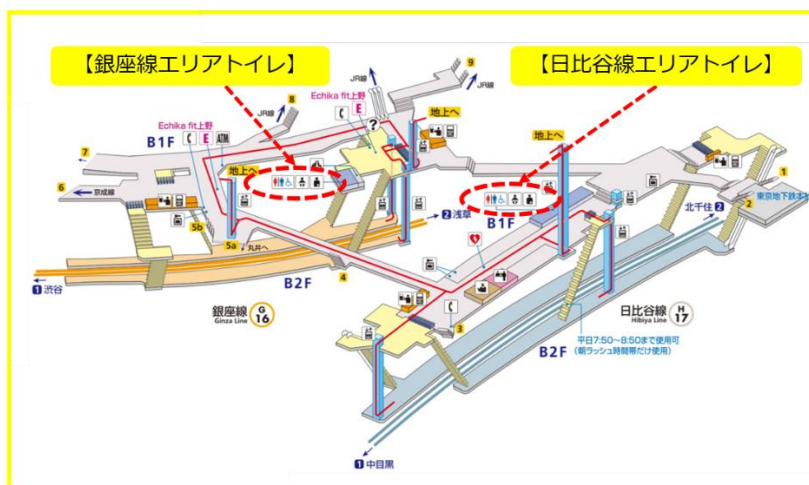 【銀座線エリアトイレ】
【日比谷線エリアトイレ】
JR線
9
JR線
Echika fit上野
E
8
JR線
Echika fit上野
E
ATM
?
地上へ
地上へ
B1F
7
地上へ
6
京成線
B1F
1
東京地下鉄本社
2
北千住 2
5b
5a
丸井へ
2 浅草
4
B2F
1 渋谷
銀座線
Ginza Line
G
16
3
日比谷線
Hibiya Line
H
17
B2F
平日7:50～8:50まで使用可
(朝ラッシュ時間帯だけ使用)
1 中目黒